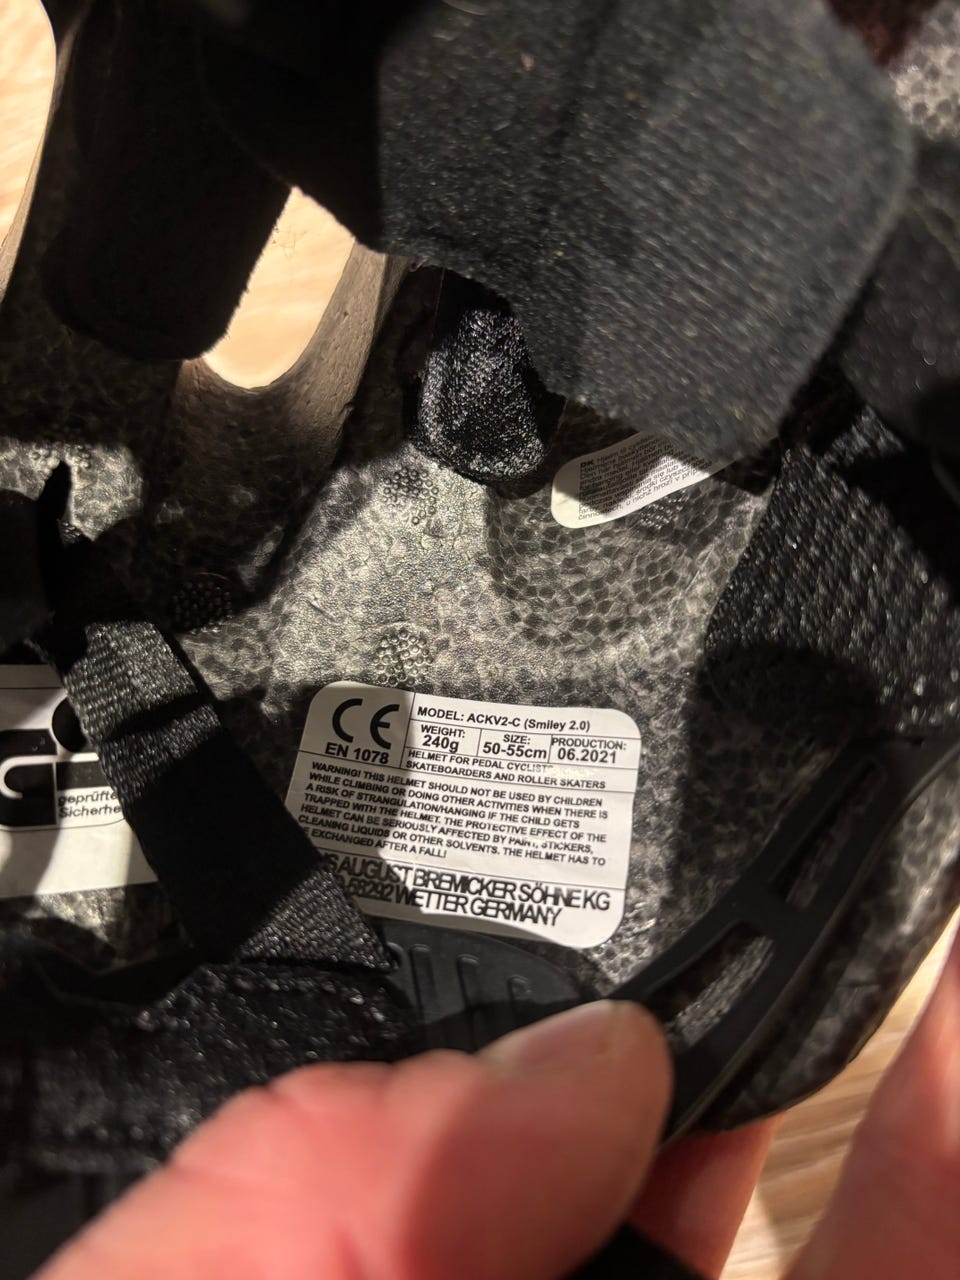 DK
geprüfte
Sicherhe
CE
EN 1078
MODEL: ACKV2-C (Smiley 2.0)
WEIGHT:
240g
SIZE:
50-55cm
PRODUCTION:
06.2021
HELMET FOR PEDAL CYCLISTS
SKATEBOARDERS AND ROLLER SKATERS
WARNING! THIS HELMET SHOULD NOT BE USED BY CHILDREN
WHILE CLIMBING OR DOING OTHER ACTIVITIES WHEN THERE IS
A RISK OF STRANGULATION/HANGING IF THE CHILD GETS
TRAPPED WITH THE HELMET. THE PROTECTIVE EFFECT OF THE
HELMET CAN BE SERIOUSLY AFFECTED BY PAINT, STICKERS,
CLEANING LIQUIDS OR OTHER SOLVENTS. THE HELMET HAS TO
E EXCHANGED AFTER A FALL!
S AUGUST BREMICKER SÖHNE KG
58292 WETTER GERMANY